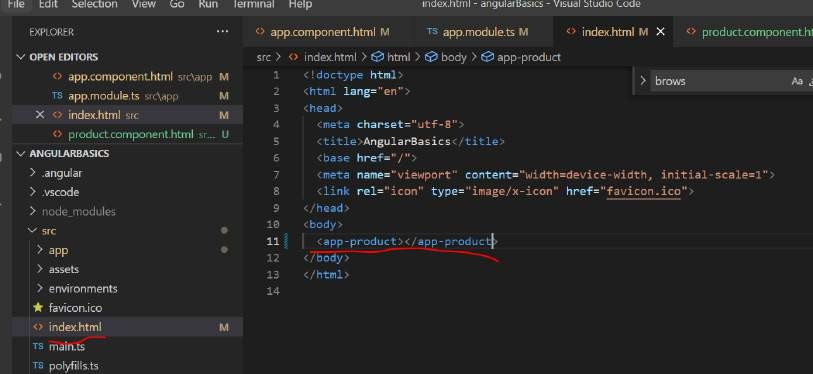 File Edit Selection View Go Run Terminal Help index.html - angularBasics - Visual Studio Code
EXPLORER ...
OPEN EDITORS
app.component.html src\app M
TS app.module.ts src\app M
index.html src M
product.component.html sr... U
ANGULARBASICS
.angular
.vscode
node_modules
src
app
assets
environments
favicon.ico
index.html M
TS main.ts
TS polyfills.ts
app.component.html M TS app.module.ts M index.html M product.component.ht
src > index.html > html > body > app-product
brows Aa
1 <!doctype html>
2 <html lang="en">
3 <head>
4 <meta charset="utf-8">
5 <title>AngularBasics</title>
6 <base href="/">
7 <meta name="viewport" content="width=device-width, initial-scale=1">
8 <link rel="icon" type="image/x-icon" href="favicon.ico">
9 </head>
10 <body>
11 <app-product></app-product>
12 </body>
13 </html>
14